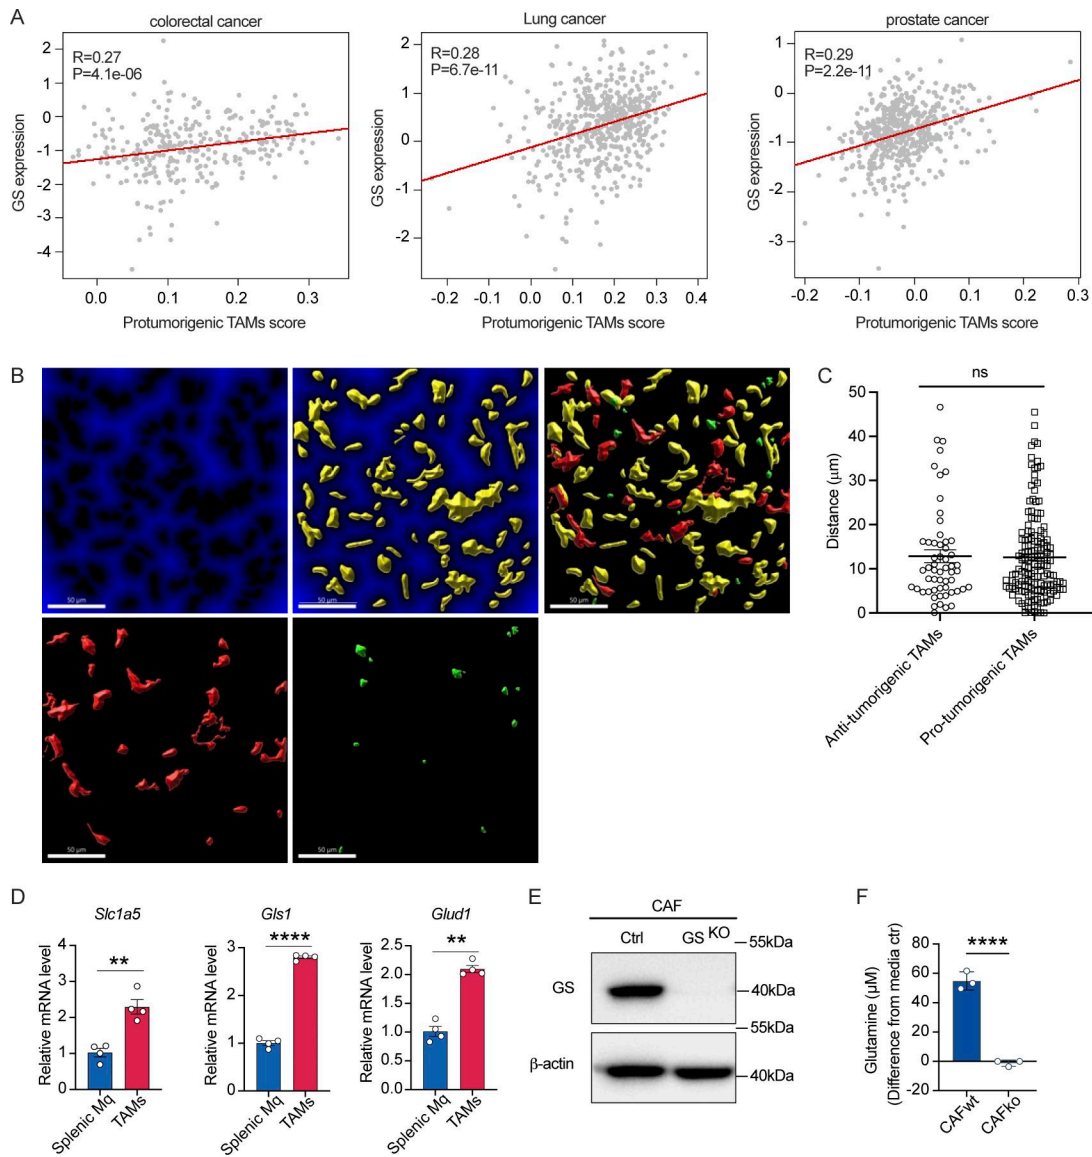 A
colorectal cancer
R=0.27
P=4.1e-06
GS expression
2
1
0
-1
-2
-3
-4
0.0 0.1 0.2 0.3
Protumorigenic TAMs score
Lung cancer
R=0.28
P=6.7e-11
GS expression
2
1
0
-1
-2
-0.2 -0.1 0.0 0.1 0.2 0.3 0.4
Protumorigenic TAMs score
prostate cancer
R=0.29
P=2.2e-11
GS expression
1
0
-1
-2
-3
-0.2 -0.1 0.0 0.1 0.2 0.3
Protumorigenic TAMs score
B
50 µm
50 µm
50 µm
50 µm
50 µm
C
ns
Distance (µm)
50
40
30
20
10
0
Anti-tumorigenic TAMs
Pro-tumorigenic TAMs
D
Slc1a5
**
Relative mRNA level
4
3
2
1
0
Splenic Mq
TAMs
Gls1
****
Relative mRNA level
3
2
1
0
Splenic Mq
TAMs
Glud1
**
Relative mRNA level
2.5
2.0
1.5
1.0
0.5
0.0
Splenic Mq
TAMs
E
CAF
Ctrl GS KO
55kDa
GS
40kDa
55kDa
β-actin
40kDa
F
****
Glutamine (µM)
(Difference from media ctr)
80
60
40
20
0
-20
CAFwt
CAFko